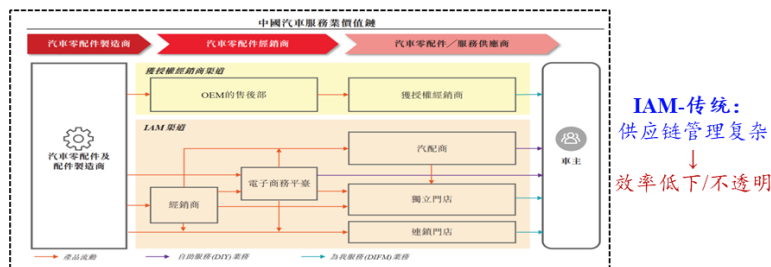 中國汽車服務業價值鏈
汽車零配件製造商
汽車零配件經銷商
汽車零配件／服務供應商
獲授權經銷商渠道
OEM的售後部
獲授權經銷商
IAM渠道
汽車零配件及
配件製造商
汽配商
電子商務平臺
經銷商
獨立門店
連鎖門店
車主
產品流動
自助服務(DIY)業務
為我服務(DIFM)業務
IAM-传统：
供应链管理复杂
↓
效率低下/不透明